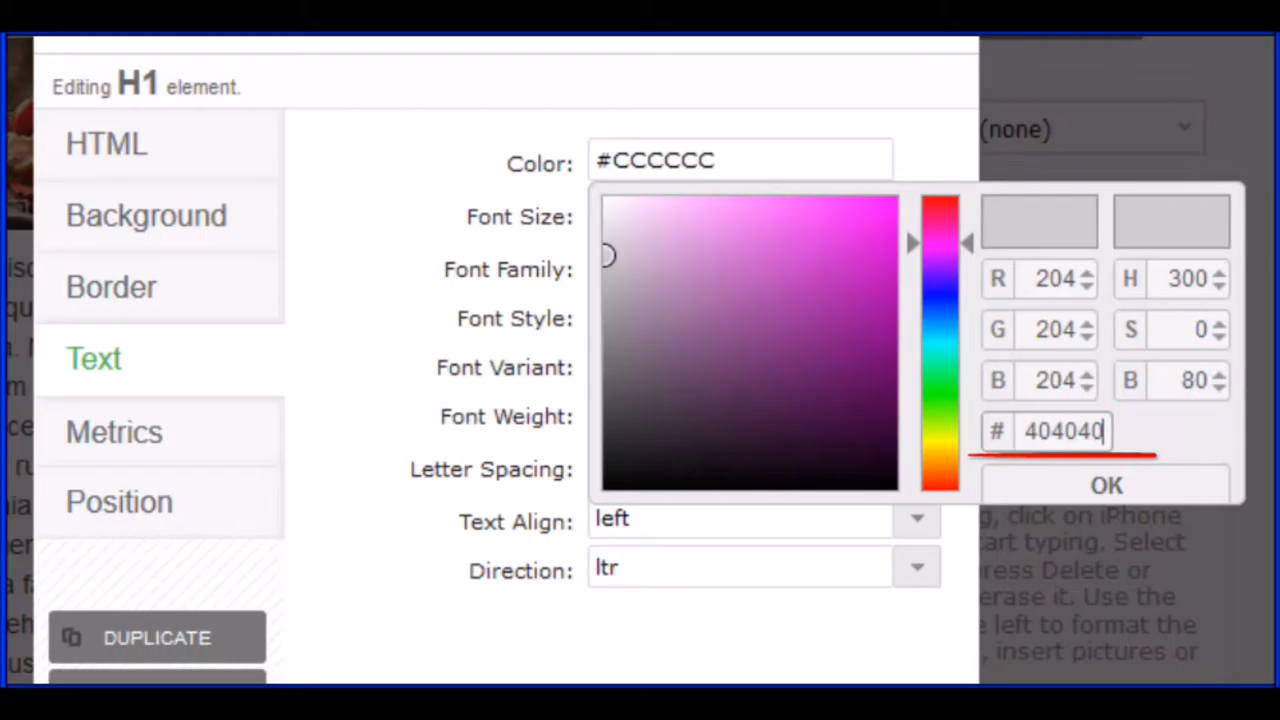 Editing H1 element.
HTML
Background
Border
Text
Metrics
Position
DUPLICATE
Color: #CCCCCC
Font Size:
Font Family:
Font Style:
Font Variant:
Font Weight:
Letter Spacing:
Text Align: left
Direction: ltr
R 204 H 300
G 204 S 0
B 204 B 80
# 404040
OK
(none)
click on iPhone
typing. Select
Delete or
erase it. Use the
left to format the
, insert pictures or